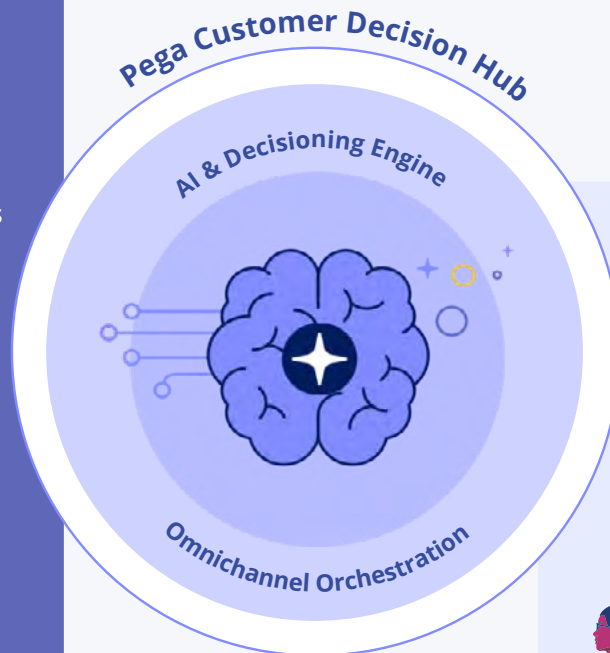 Pega Customer Decision Hub
AI & Decisioning Engine
Omnichannel Orchestration